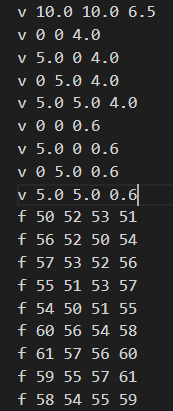 v 10.0 10.0 6.5
v 0 0 4.0
v 5.0 0 4.0
v 0 5.0 4.0
v 5.0 5.0 4.0
v 0 0 0.6
v 5.0 0 0.6
v 0 5.0 0.6
v 5.0 5.0 0.6
f 50 52 53 51
f 56 52 50 54
f 57 53 52 56
f 55 51 53 57
f 54 50 51 55
f 60 56 54 58
f 61 57 56 60
f 59 55 57 61
f 58 54 55 59